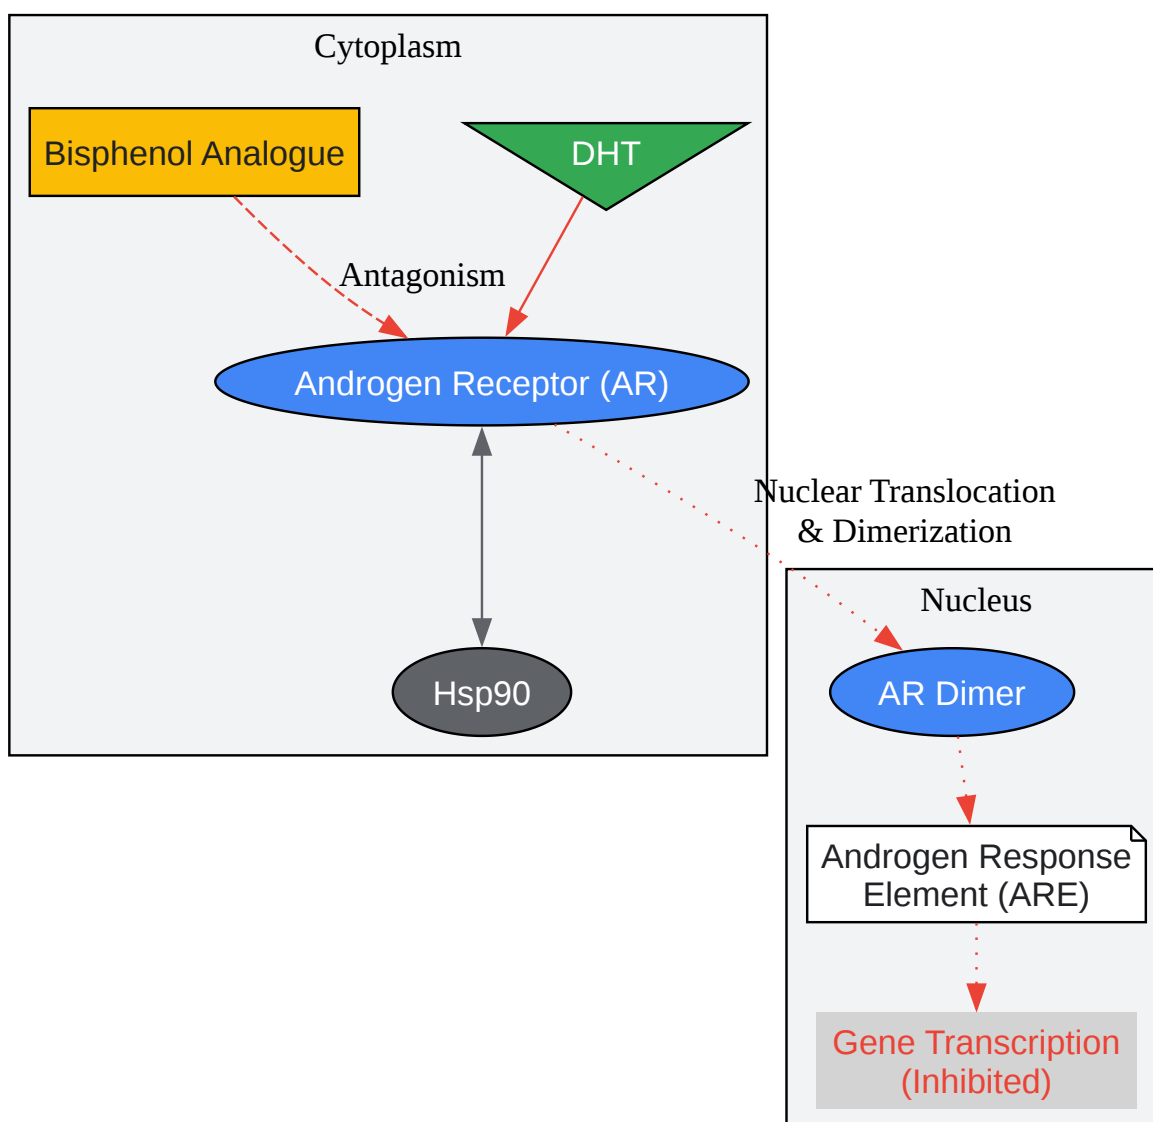 Cytoplasm
Bisphenol Analogue
DHT
Antagonism
Androgen Receptor (AR)
Nuclear Translocation
& Dimerization
Nucleus
Hsp90
AR Dimer
Androgen Response
Element (ARE)
Gene Transcription
(Inhibited)